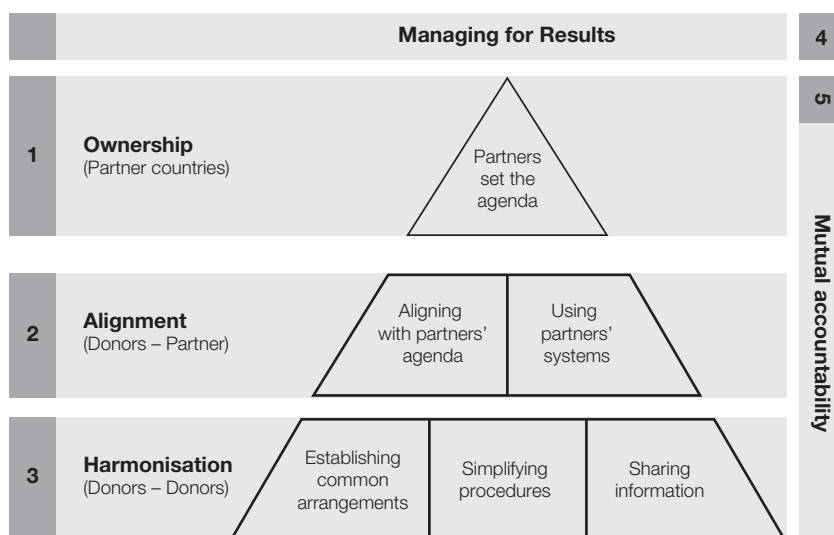 Managing for Results
4
1
Ownership
(Partner countries)
Partners
set the
agenda
5
Mutual accountability
2
Alignment
(Donors – Partner)
Aligning
with partners’
agenda
Using
partners’
systems
3
Harmonisation
(Donors – Donors)
Establishing
common
arrangements
Simplifying
procedures
Sharing
information